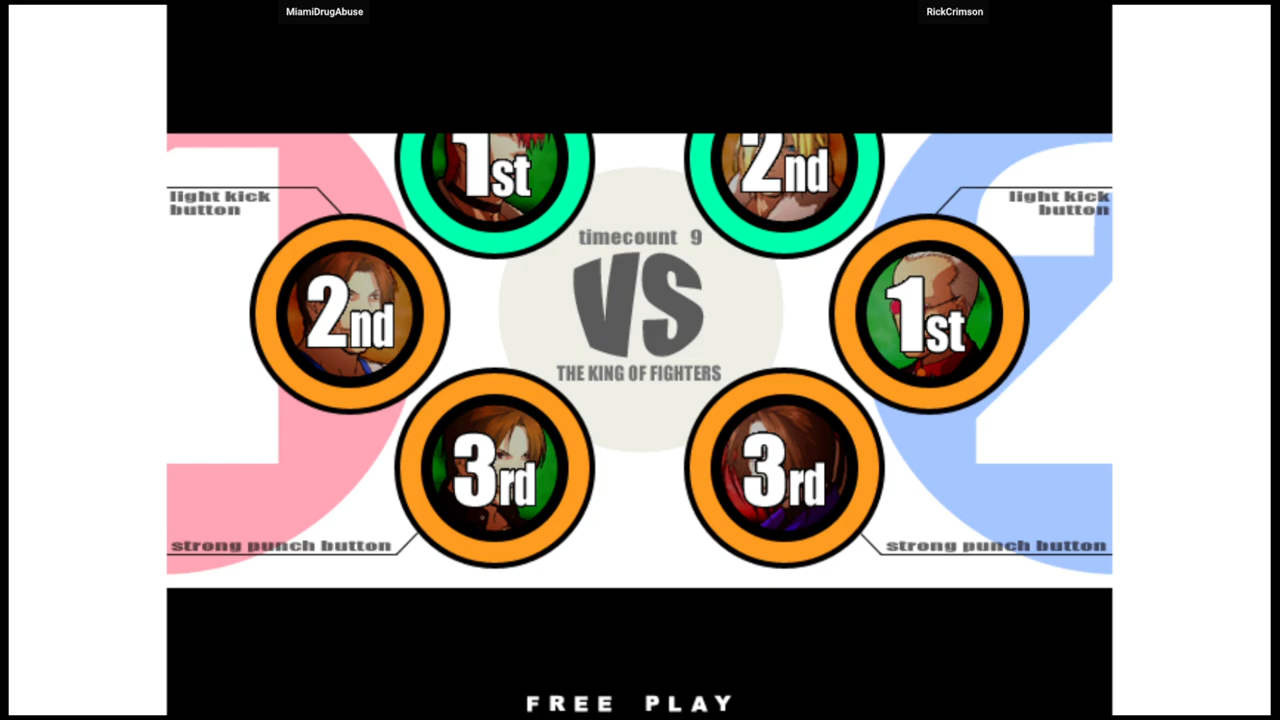 MiamiDrugAbuse
RickCrimson
1st
2nd
light kick
button
light kick
button
timecount 9
VS
2nd
1st
THE KING OF FIGHTERS
3rd
3rd
strong punch button
strong punch button
FREE PLAY